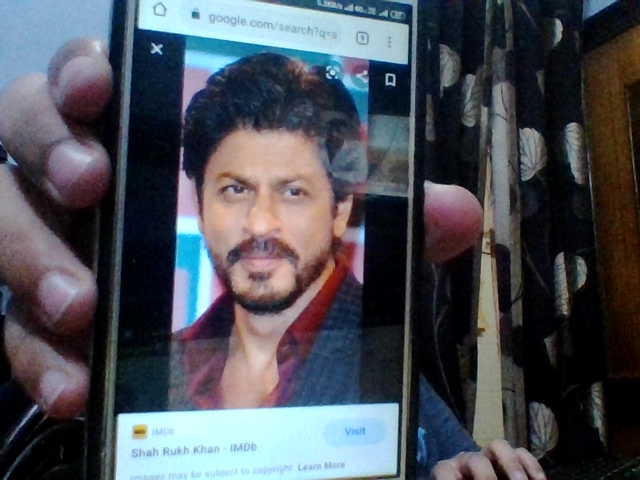 google.com/search?q=s
IMDb
Visit
Shah Rukh Khan - IMDb
Images may be subject to copyright. Learn More